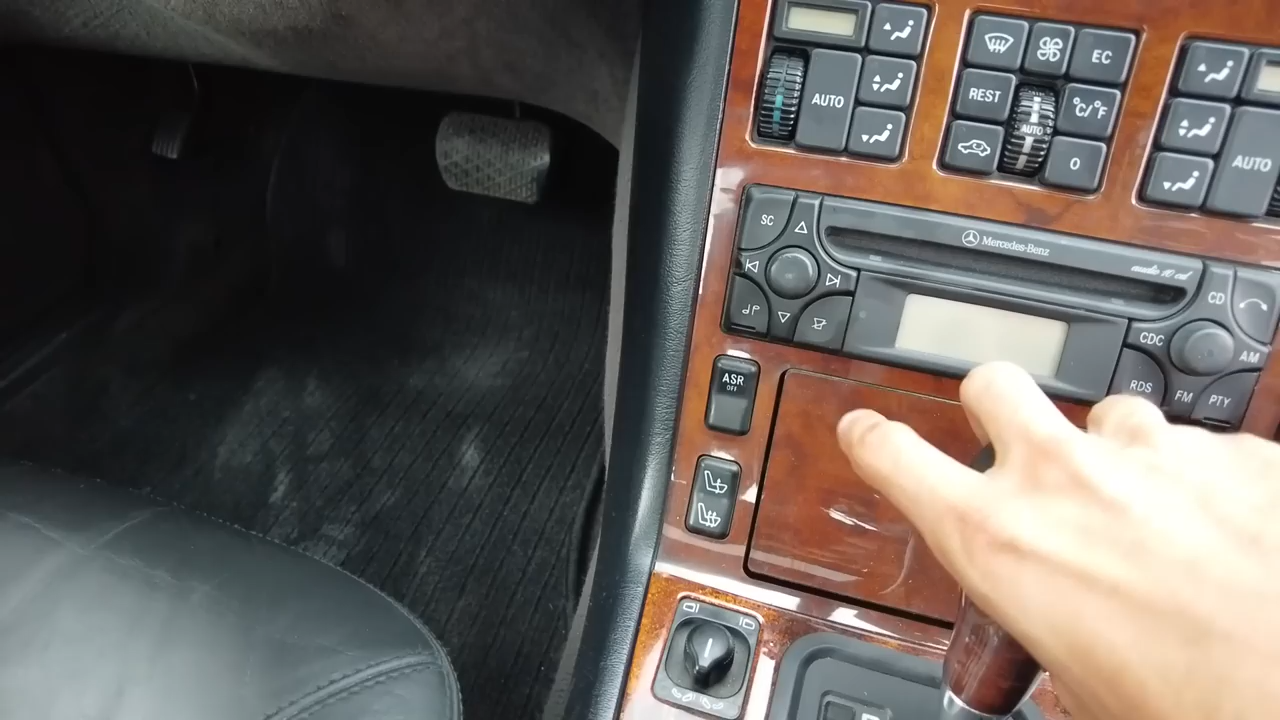 AUTO
EC
REST
AUTO
°C/°F
0
AUTO
SC
Mercedes-Benz
audio 10 cd
CD
CDC
AM
RDS
FM
PTY
ASR
OFF